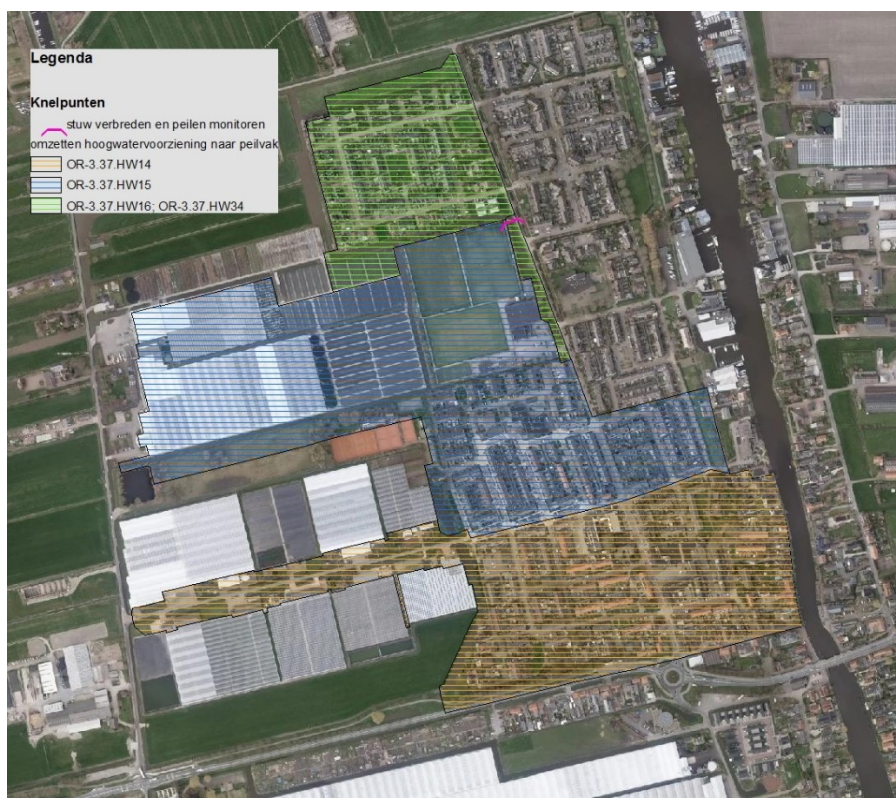 Legenda
Knelpunten
stuw verbreden en peilen monitoren
omzetten hoogwatervoorziening naar peilvak
OR-3.37.HW14
OR-3.37.HW15
OR-3.37.HW16; OR-3.37.HW34